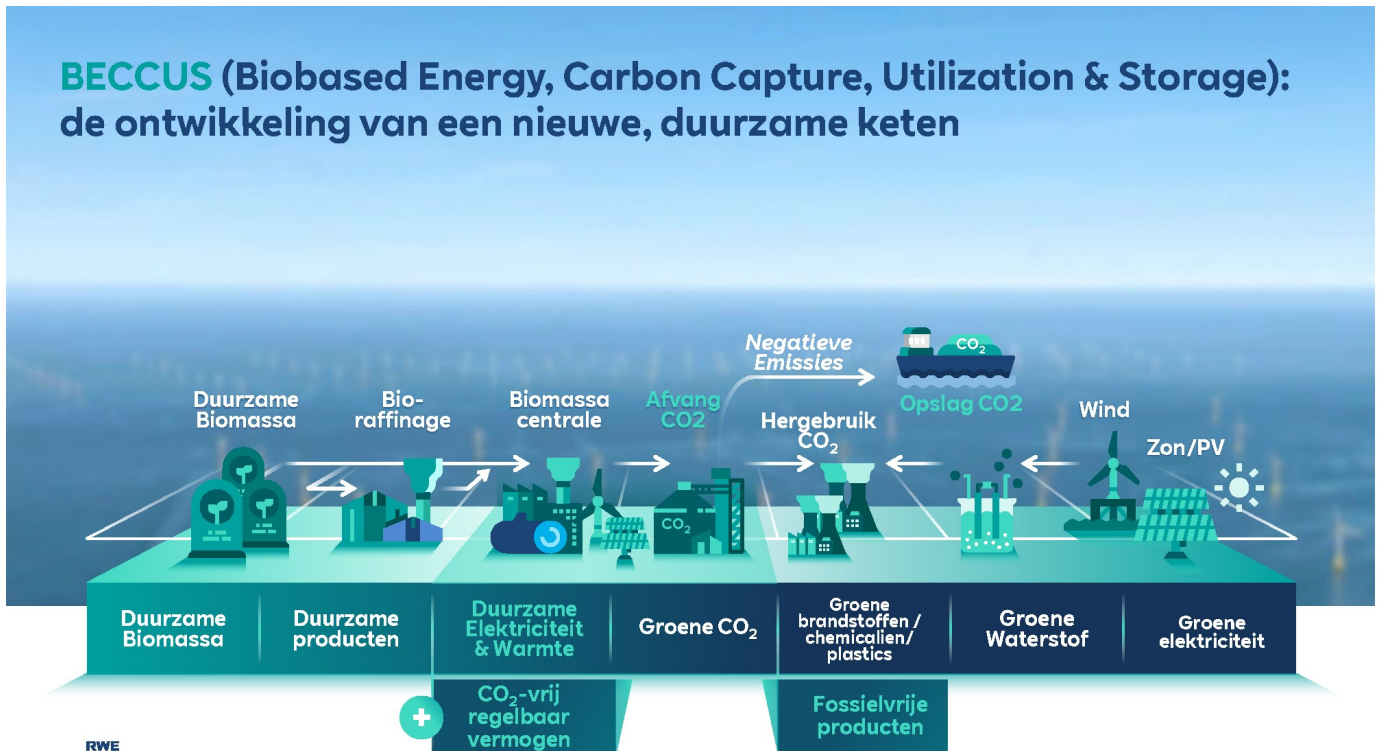 BECCUS (Biobased Energy, Carbon Capture, Utilization & Storage):
de ontwikkeling van een nieuwe, duurzame keten
Negatieve
Emissies
CO₂
Opslag CO2
Duurzame
Biomassa
Bio-
raffinage
Biomassa
centrale
Afvang
CO2
Hergebruik
CO₂
Wind
Zon/PV
CO₂
Duurzame
Biomassa
Duurzame
producten
Duurzame
Elektriciteit
& Warmte
Groene CO₂
Groene
brandstoffen /
chemicalien/
plastics
Groene
Waterstof
Groene
elektriciteit
+
CO₂-vrij
regelbaar
vermogen
Fossielvrije
producten
RWE